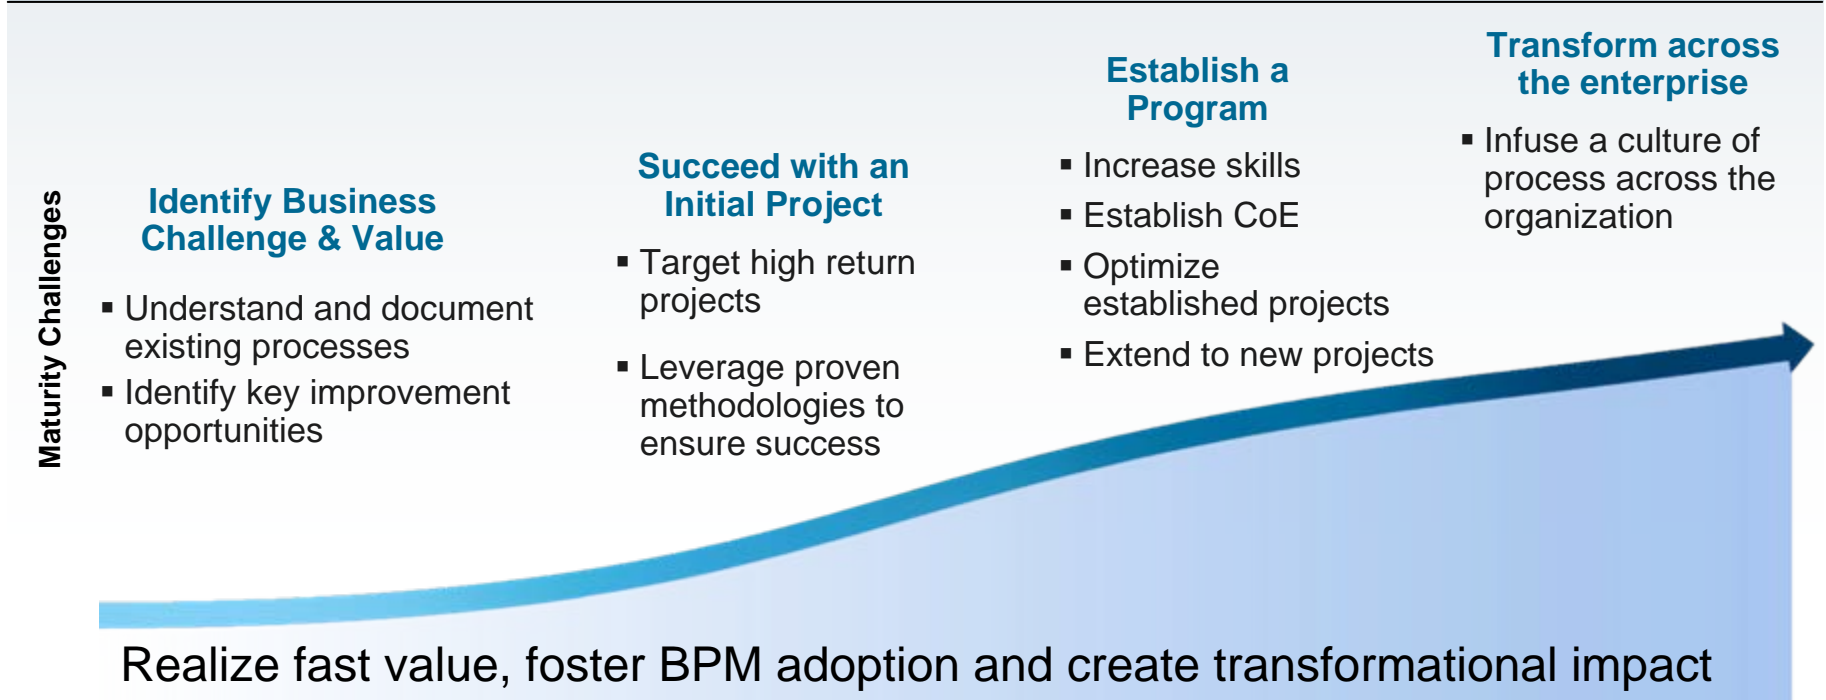 Maturity Challenges
Identify Business
Challenge & Value
▪ Understand and document
existing processes
▪ Identify key improvement
opportunities
Succeed with an
Initial Project
▪ Target high return
projects
▪ Leverage proven
methodologies to
ensure success
Establish a
Program
▪ Increase skills
▪ Establish CoE
▪ Optimize
established projects
▪ Extend to new projects
Transform across
the enterprise
▪ Infuse a culture of
process across the
organization
Realize fast value, foster BPM adoption and create transformational impact